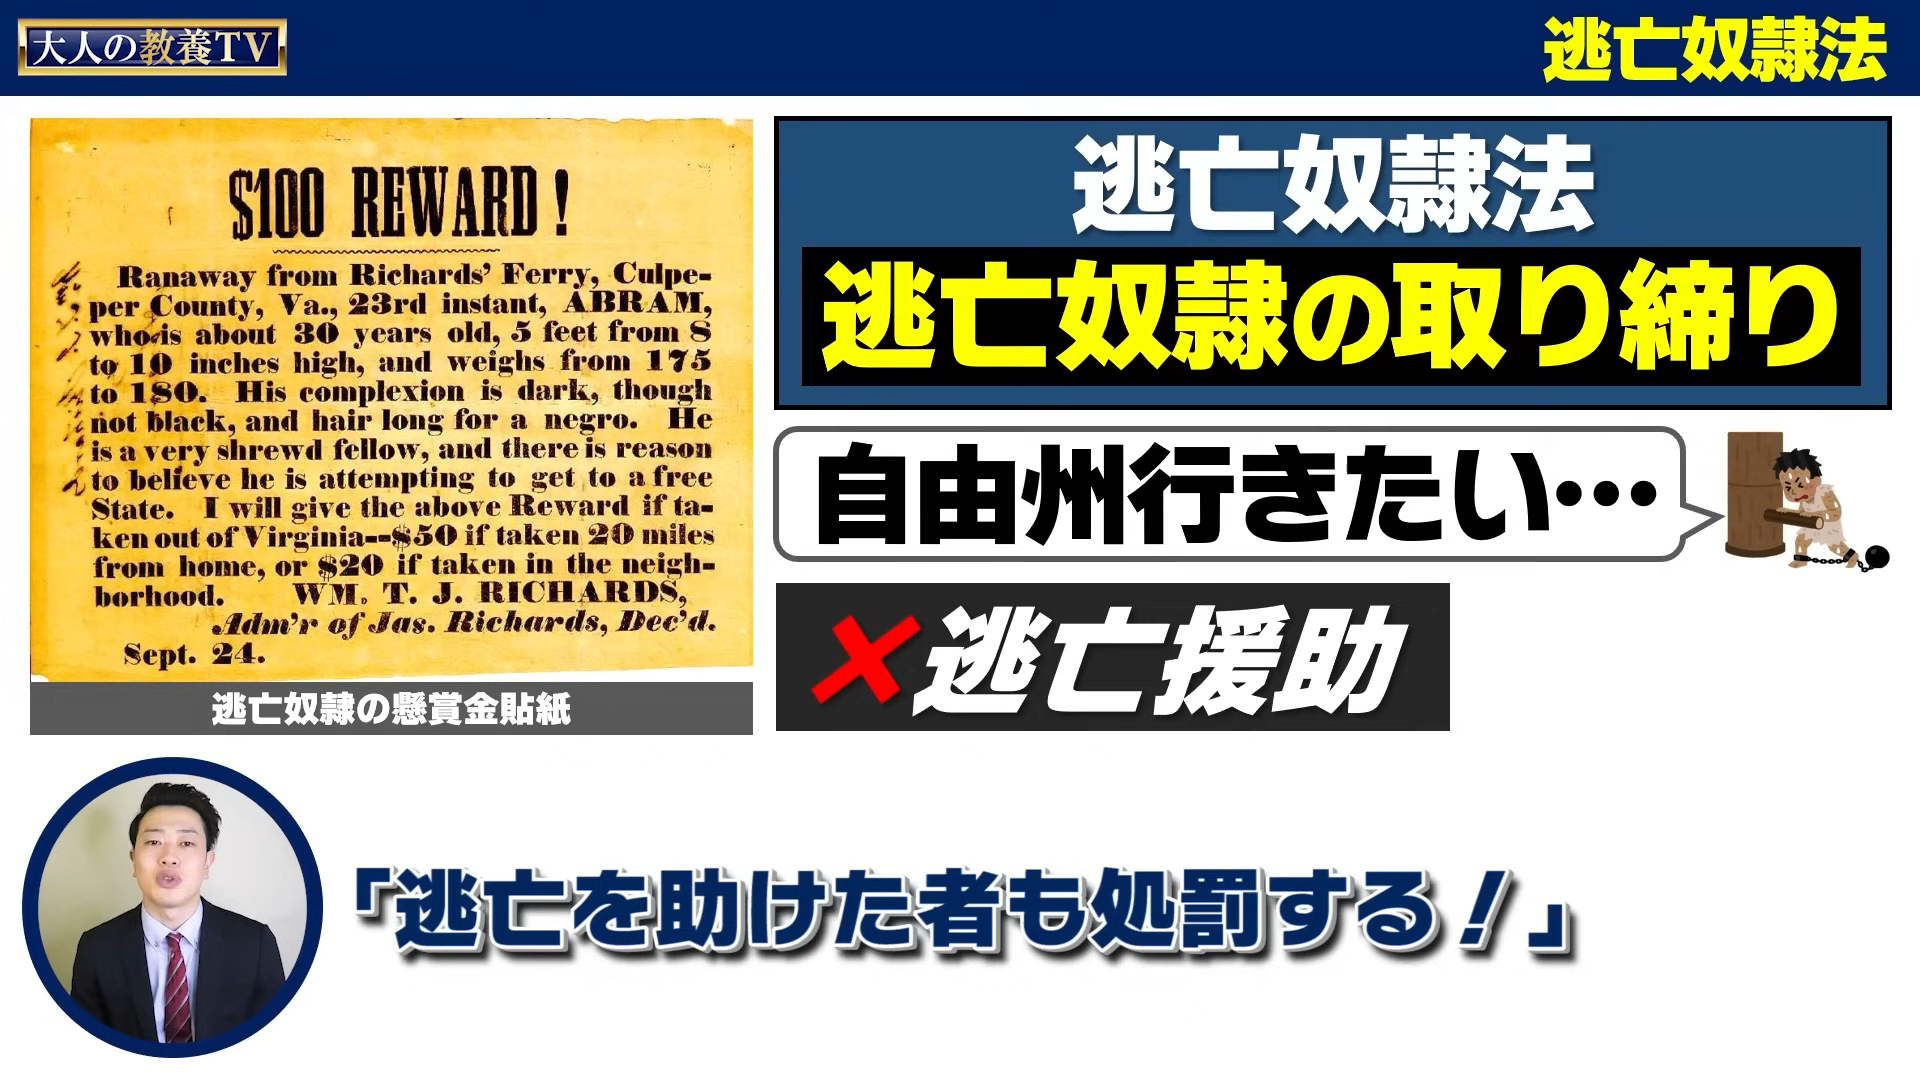 大人の教養TV
逃亡奴隷法
$100 REWARD!
Ranaway from Richards' Ferry, Culpe-
per County, Va., 23rd instant, ABRAM,
who is about 30 years old, 5 feet from 8
to 10 inches high, and weighs from 175
to 180. His complexion is dark, though
not black, and hair long for a negro. He
is a very shrewd fellow, and there is reason
to believe he is attempting to get to a free
State. I will give the above Reward if ta-
ken out of Virginia--$50 if taken 20 miles
from home, or $20 if taken in the neigh-
borhood. WM. T. J. RICHARDS,
Adm'r of Jas. Richards, Dec'd.
Sept. 24.
逃亡奴隷の懸賞金貼紙
逃亡奴隷法
逃亡奴隷の取り締り
自由州行きたい…
×逃亡援助
「逃亡を助けた者も処罰する！」